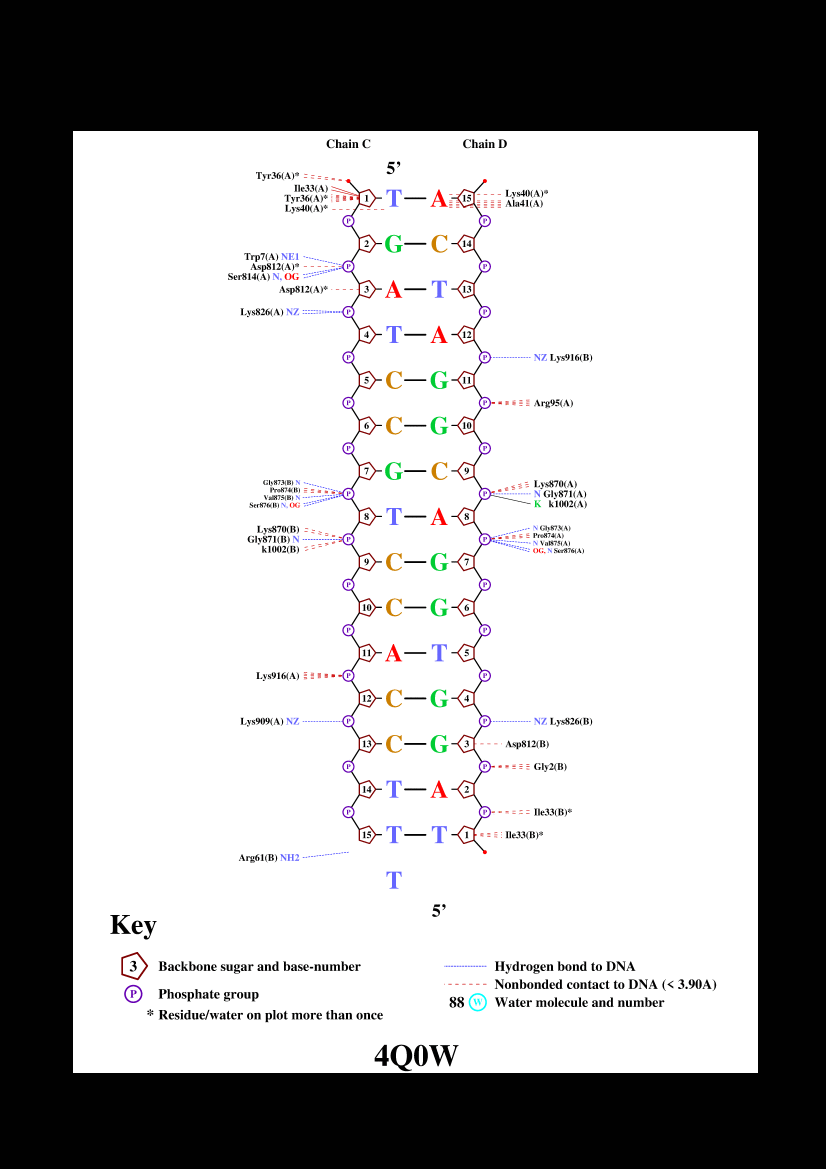 Chain C Chain D
5’
Tyr36(A)*
Ile33(A)
Tyr36(A)* 1 T A 15 Lys40(A)*
Lys40(A)* Ala41(A)
P P
2 G C 14
Trp7(A) NE1
Asp812(A)* P P
Ser814(A) N, OG
Asp812(A)* 3 A T 13
Lys826(A) NZ P P
4 T A 12
P P NZ Lys916(B)
5 C G 11
P P Arg95(A)
6 C G 10
P P
7 G C 9
Gly873(B) N Lys870(A)
Pro874(B) P P N Gly871(A)
Val875(B) N K k1002(A)
Ser876(B) N, OG
8 T A 8
Lys870(B) N Gly873(A)
Gly871(B) N P P Pro874(A)
k1002(B) N Val875(A)
OG, N Ser876(A)
9 C G 7
P P
10 C G 6
P P
11 A T 5
Lys916(A) P P
12 C G 4
Lys909(A) NZ P P NZ Lys826(B)
13 C G 3 Asp812(B)
P P Gly2(B)
14 T A 2
P P Ile33(B)*
15 T T 1 Ile33(B)*
Arg61(B) NH2
T
5’
Key
3 Backbone sugar and base-number
P Phosphate group
* Residue/water on plot more than once
Hydrogen bond to DNA
Nonbonded contact to DNA (< 3.90A)
88 W Water molecule and number
4Q0W